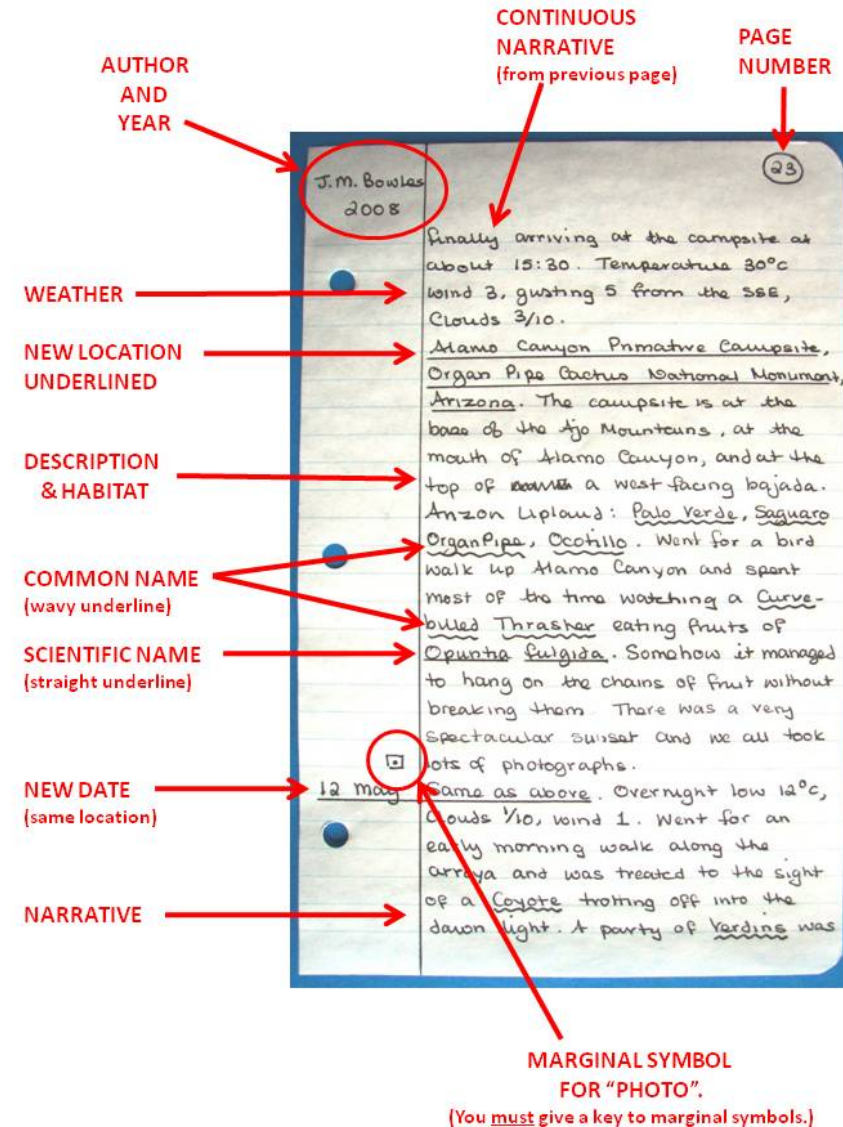 CONTINUOUS
NARRATIVE
(from previous page)
PAGE
NUMBER
AUTHOR
AND
YEAR
23
J.M. Bowles
2008
finally arriving at the campsite at
about 15:30. Temperature 30°C
WEATHER
wind 3, gusting 5 from the SSE,
Clouds 3/10.
NEW LOCATION
UNDERLINED
Alamo Canyon Primative Campsite,
Organ Pipe Cactus National Monument,
Arizona. The campsite is at the
base of the Ajo Mountains, at the
mouth of Alamo Canyon, and at the
DESCRIPTION
& HABITAT
top of a west facing bajada.
Arizon Upland: Palo Verde, Saguaro
Organ Pipe, Ocotillo. Went for a bird
walk up Alamo Canyon and spent
COMMON NAME
(wavy underline)
most of the time watching a Curve-
billed Thrasher eating fruits of
SCIENTIFIC NAME
(straight underline)
Opuntia fulgida. Somehow it managed
to hang on the chains of fruit without
breaking them. There was a very
spectacular sunset and we all took
lots of photographs.
NEW DATE
(same location)
12 May Same as above. Overnight low 12°C,
Clouds 1/10, wind 1. Went for an
early morning walk along the
arroya and was treated to the sight
of a Coyote trotting off into the
NARRATIVE
dawn light. A party of Verdins was
MARGINAL SYMBOL
FOR "PHOTO".
(You must give a key to marginal symbols.)